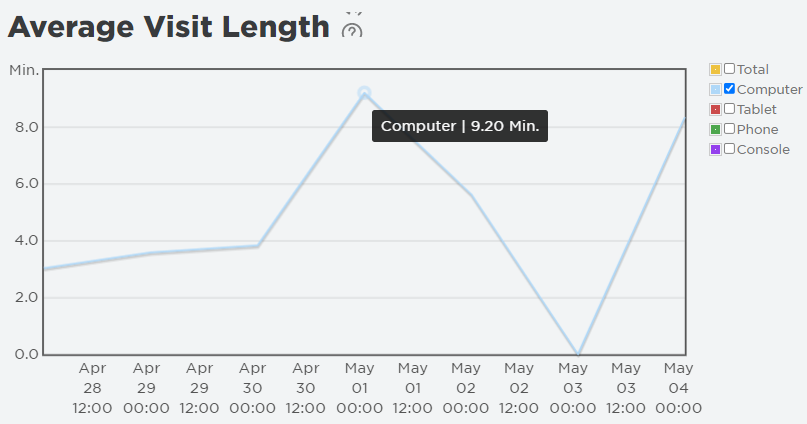 Average Visit Length
Min.
Total
Computer
Tablet
Phone
Console
Computer | 9.20 Min.
8.0
6.0
4.0
2.0
0.0
Apr 28 12:00
Apr 29 00:00
Apr 29 12:00
Apr 30 00:00
Apr 30 12:00
May 01 00:00
May 01 12:00
May 02 00:00
May 02 12:00
May 03 00:00
May 03 12:00
May 04 00:00